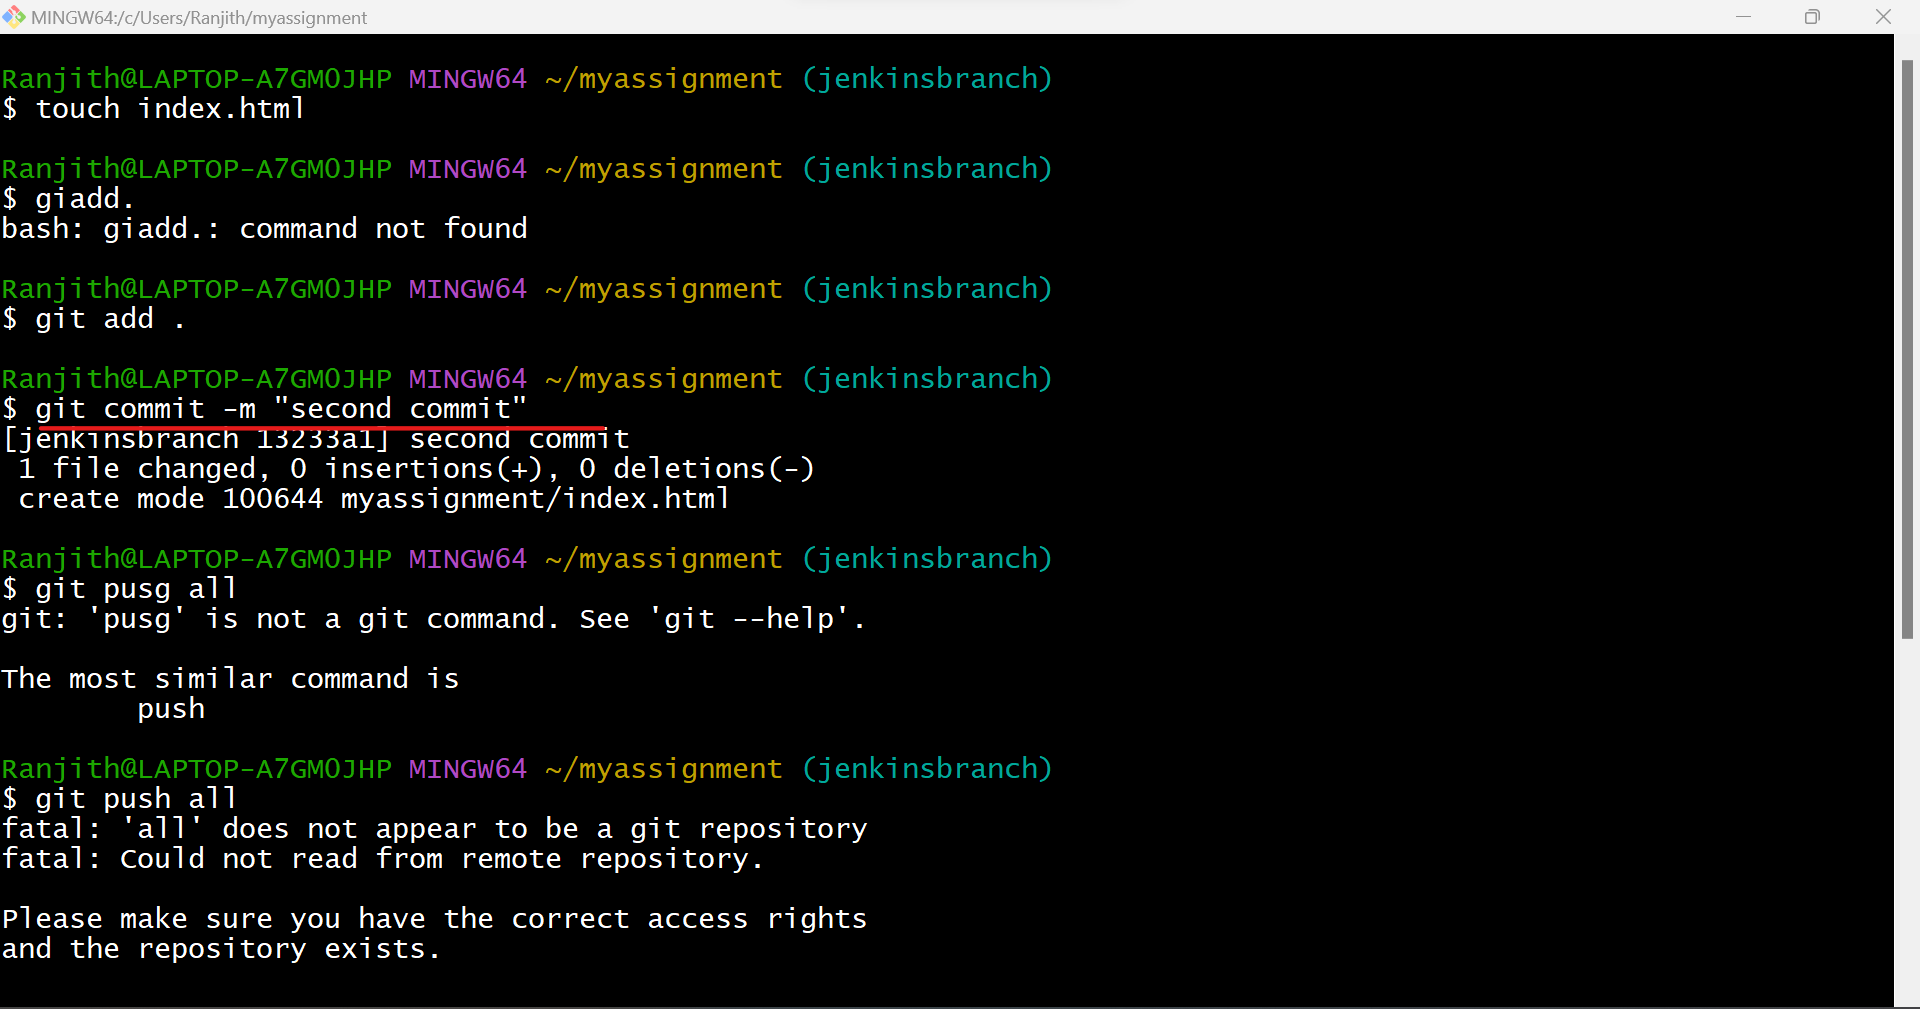 MINGW64:/c/Users/Ranjith/myassignment
Ranjith@LAPTOP-A7GM0JHP MINGW64 ~/myassignment (jenkinsbranch)
$ touch index.html
Ranjith@LAPTOP-A7GM0JHP MINGW64 ~/myassignment (jenkinsbranch)
$ giadd.
bash: giadd.: command not found
Ranjith@LAPTOP-A7GM0JHP MINGW64 ~/myassignment (jenkinsbranch)
$ git add .
Ranjith@LAPTOP-A7GM0JHP MINGW64 ~/myassignment (jenkinsbranch)
$ git commit -m "second commit"
[jenkinsbranch 13233a1] second commit
 1 file changed, 0 insertions(+), 0 deletions(-)
 create mode 100644 myassignment/index.html
Ranjith@LAPTOP-A7GM0JHP MINGW64 ~/myassignment (jenkinsbranch)
$ git pusg all
git: 'pusg' is not a git command. See 'git --help'.
The most similar command is
        push
Ranjith@LAPTOP-A7GM0JHP MINGW64 ~/myassignment (jenkinsbranch)
$ git push all
fatal: 'all' does not appear to be a git repository
fatal: Could not read from remote repository.
Please make sure you have the correct access rights
and the repository exists.